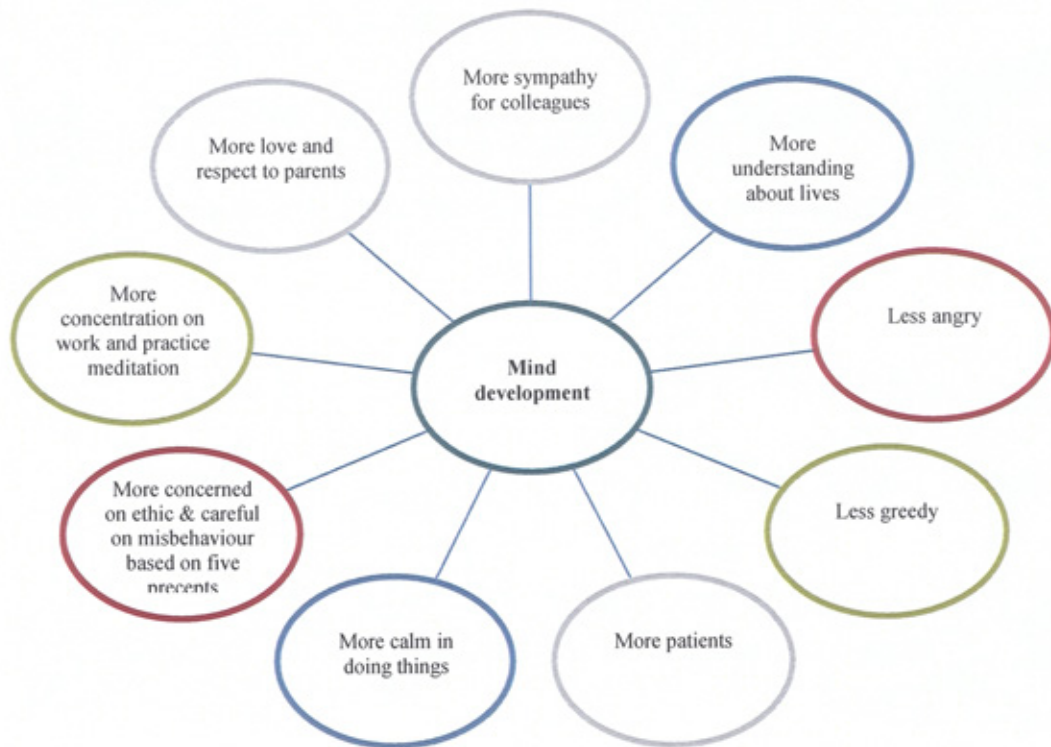 More sympathy
for colleagues
More
understanding
about lives
Less angry
Less greedy
More patients
More calm in
doing things
More concerned
on ethic & careful
on misbehaviour
based on five
precents
More
concentration on
work and practice
meditation
More love and
respect to parents
Mind
development